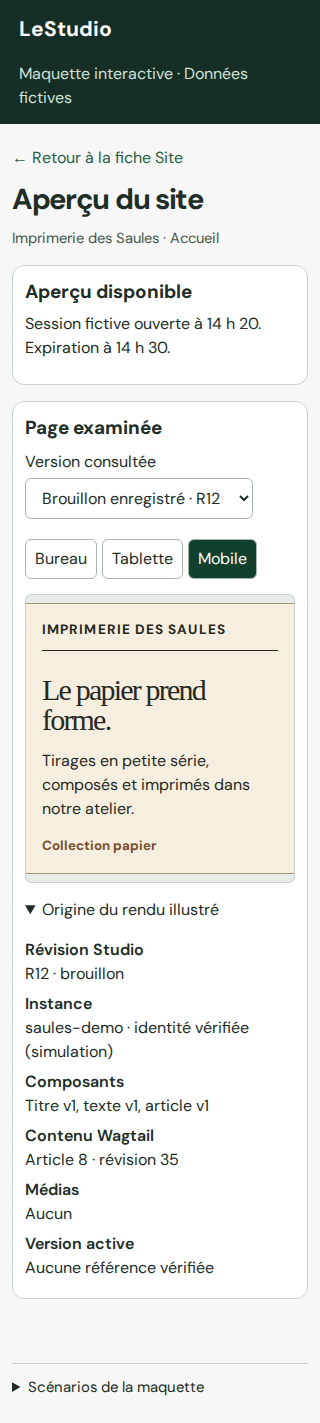 LeStudio
Maquette interactive · Données
fictives
← Retour à la fiche Site
Aperçu du site
Imprimerie des Saules · Accueil
Aperçu disponible
Session fictive ouverte à 14 h 20.
Expiration à 14 h 30.
Page examinée
Version consultée
Brouillon enregistré · R12
Bureau Tablette Mobile
IMPRIMERIE DES SAULES
Le papier prend
forme.
Tirages en petite série,
composés et imprimés dans
notre atelier.
Collection papier
▼ Origine du rendu illustré
Révision Studio
R12 · brouillon
Instance
saules-demo · identité vérifiée
(simulation)
Composants
Titre v1, texte v1, article v1
Contenu Wagtail
Article 8 · révision 35
Médias
Aucun
Version active
Aucune référence vérifiée
▶ Scénarios de la maquette